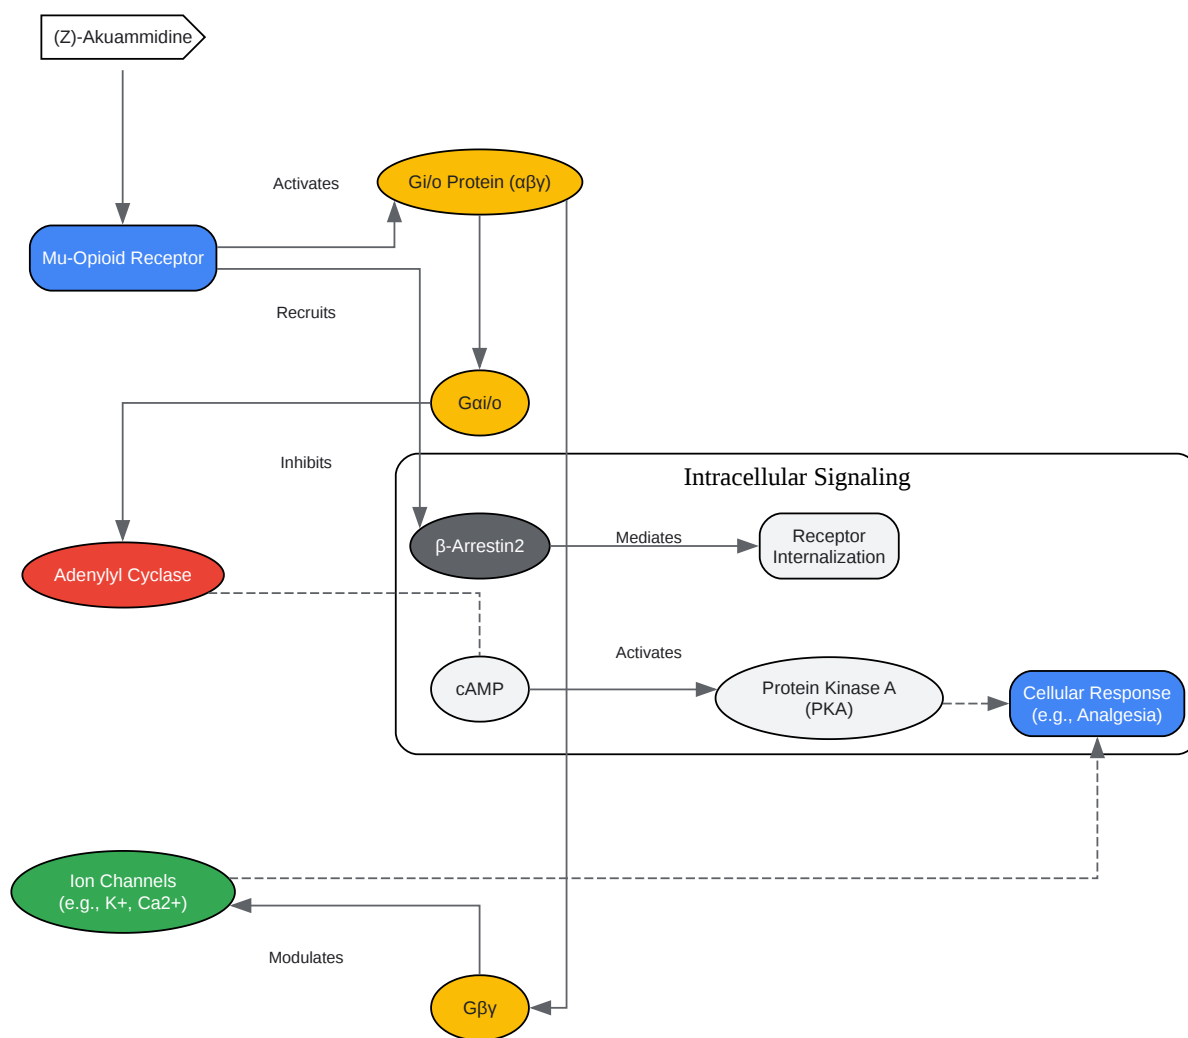 (Z)-Akuammidine
Activates
Gi/o Protein (αβγ)
Mu-Opioid Receptor
Recruits
Gαi/o
Inhibits
Intracellular Signaling
β-Arrestin2
Mediates
Receptor
Internalization
Adenylyl Cyclase
Activates
cAMP
Protein Kinase A
(PKA)
Cellular Response
(e.g., Analgesia)
Ion Channels
(e.g., K+, Ca2+)
Modulates
Gβγ